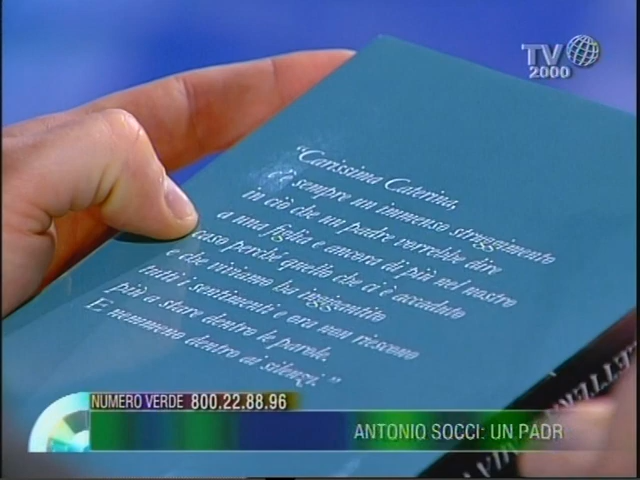 TV
2000
"Carissima Caterina,
c'è sempre un immenso struggimento
in ciò che un padre vorrebbe dire
a una figlia e ancora di più nel nostro
caso perché quello che ci è accaduto
e che viviamo ha ingigantito
tutti i sentimenti e ora non riescono
più a stare dentro le parole.
E nemmeno dentro ai silenzi."
NUMERO VERDE 800.22.88.96
ANTONIO SOCCI: UN PADR